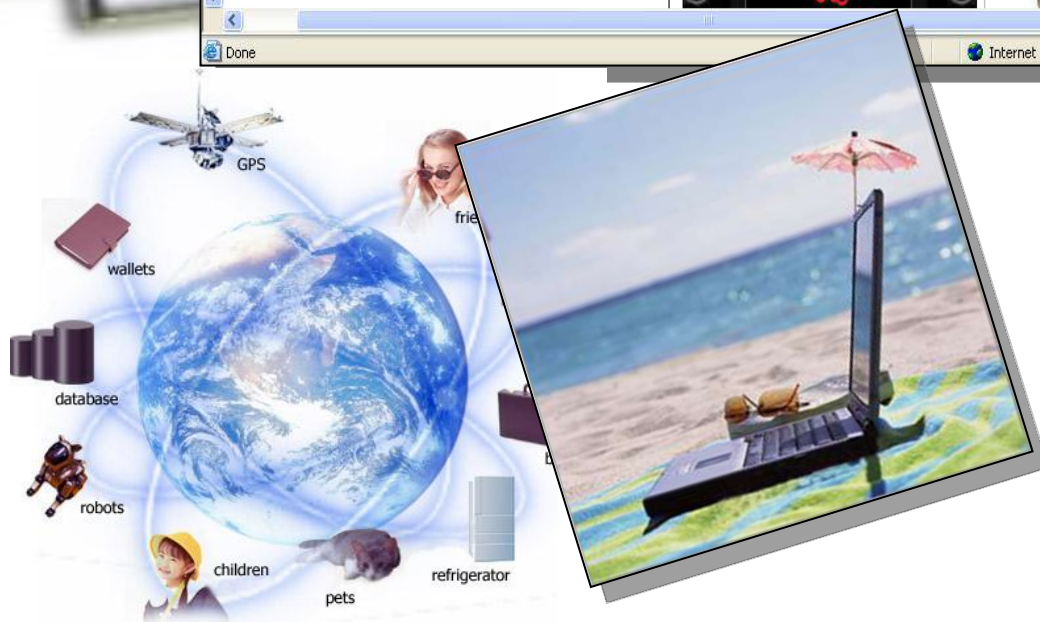 Done
Internet
GPS
wallets
database
robots
children
pets
refrigerator